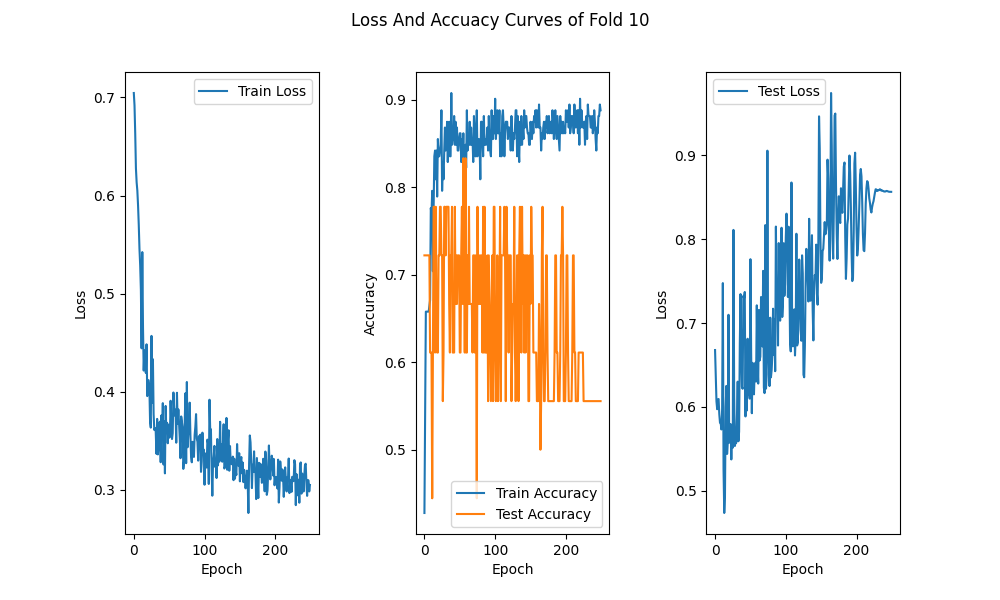 Loss And Accuacy Curves of Fold 10
Train Loss
0.7
0.6
0.5
0.4
0.3
Loss
0
100
200
Epoch
0.9
0.8
0.7
0.6
0.5
Accuracy
Train Accuracy
Test Accuracy
0
100
200
Epoch
Test Loss
0.9
0.8
0.7
0.6
0.5
Loss
0
100
200
Epoch